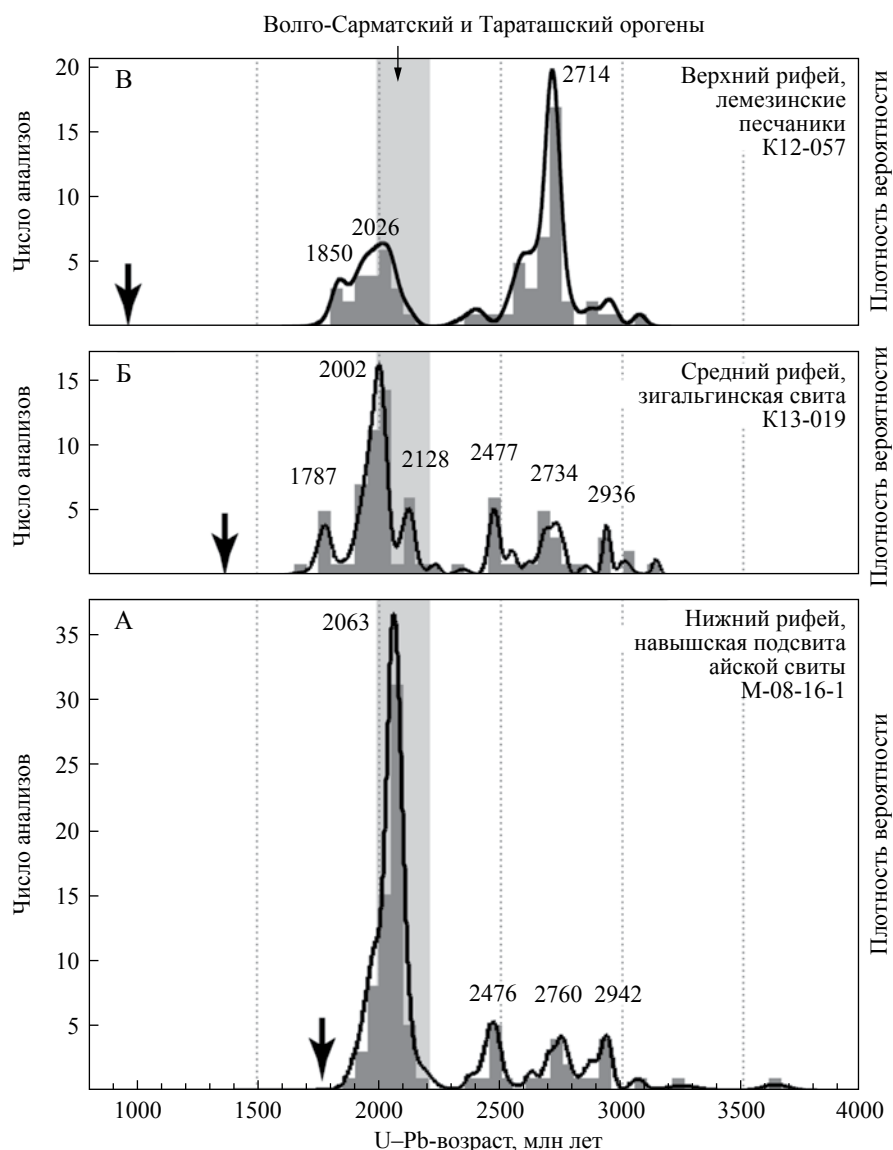 Волго-Сарматский и Тараташский орогены
В
Верхний рифей,
лемезинские
песчаники
К12-057
2714
2026
1850
20
15
10
5
Число анализов
Плотность вероятности
Б
Средний рифей,
зигальгинская свита
К13-019
2002
2128
1787
2477
2734
2936
15
10
5
Число анализов
Плотность вероятности
А
Нижний рифей,
навышская подсвита
айской свиты
М-08-16-1
2063
2476
2760
2942
35
30
25
20
15
10
5
Число анализов
Плотность вероятности
1000 2000 2500 3000 3500 4000
U–Pb-возраст, млн лет